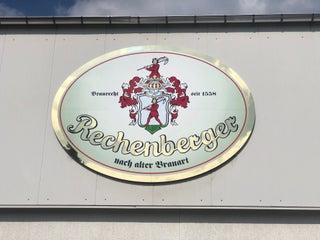 Braurecht seit 1558
Rechenberger
nach alter Brauart